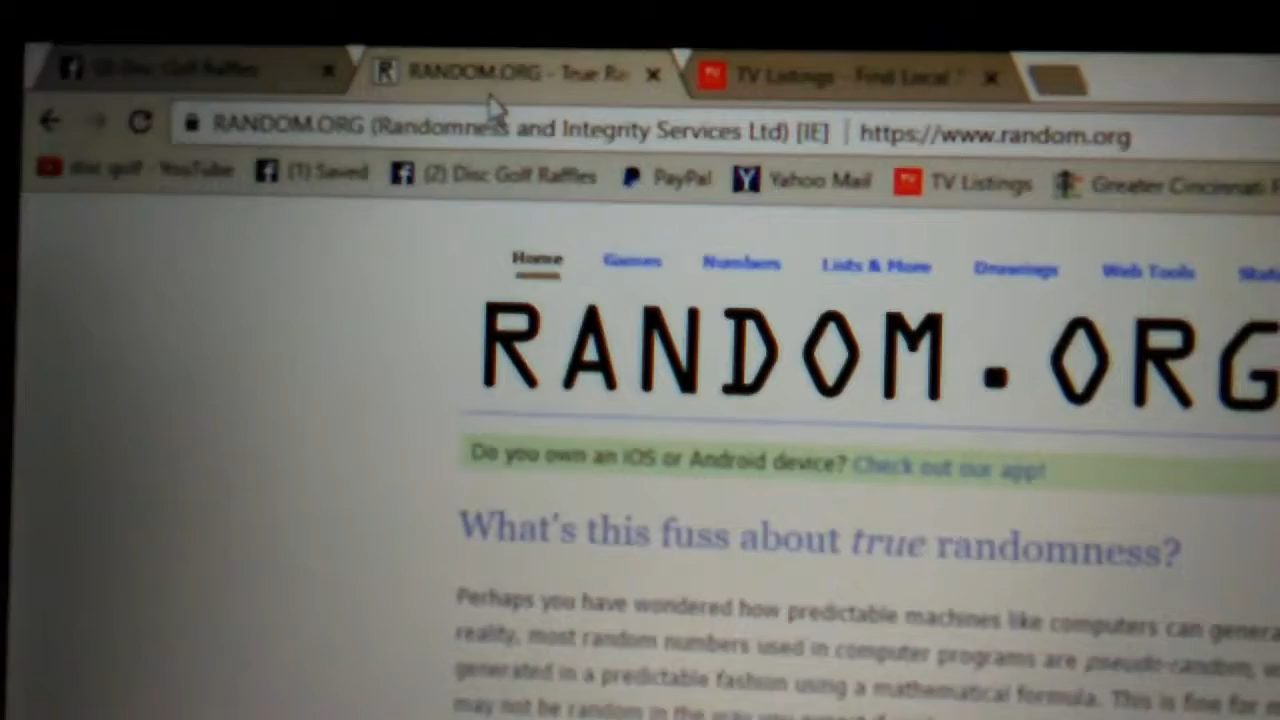 (2) Disc Golf Raffles
RANDOM.ORG - True Ra
TV Listings - Find Local T
RANDOM.ORG (Randomness and Integrity Services Ltd) [IE] https://www.random.org
disc golf - YouTube (1) Saved (2) Disc Golf Raffles PayPal Yahoo Mail TV Listings Greater Cincinnati
Home Games Numbers Lists & More Drawings Web Tools Stati
RANDOM.ORG
Do you own an iOS or Android device? Check out our app!
What's this fuss about true randomness?
Perhaps you have wondered how predictable machines like computers can genera
reality, most random numbers used in computer programs are pseudo-random, w
generated in a predictable fashion using a mathematical formula. This is fine for m
may not be random in the way you expect